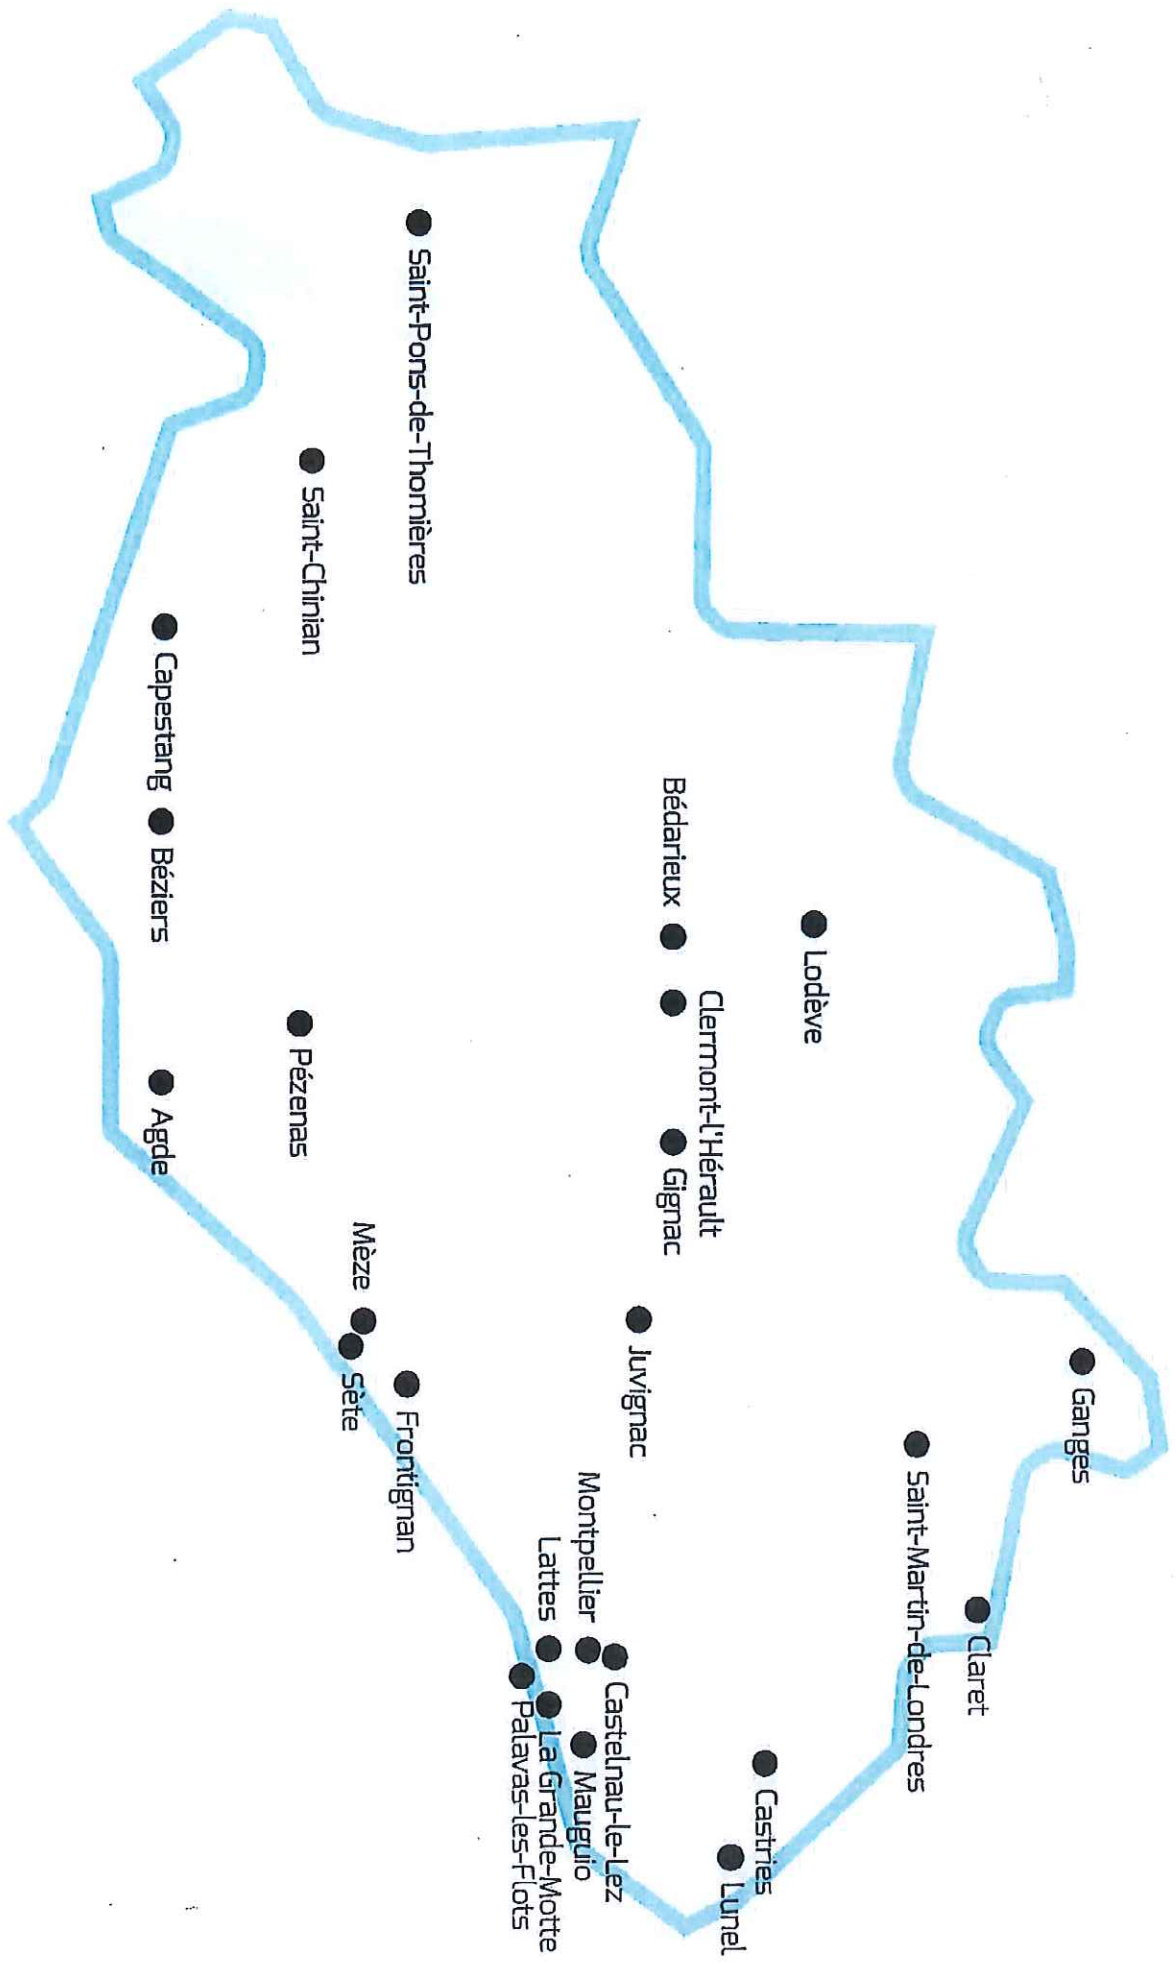 Ganges
Claret
Saint-Martin-de-Londres
Lodève
Castries
Lunel
Clermont-l'Hérault
Bédarieux
Gignac
Juvignac
Castelnau-le-Lez
Montpellier
Mauguio
Lattes
La Grande-Motte
Palavas-les-Flots
Saint-Pons-de-Thomières
Frontignan
Mèze
Sète
Saint-Chinian
Pézenas
Capestang
Béziers
Agde